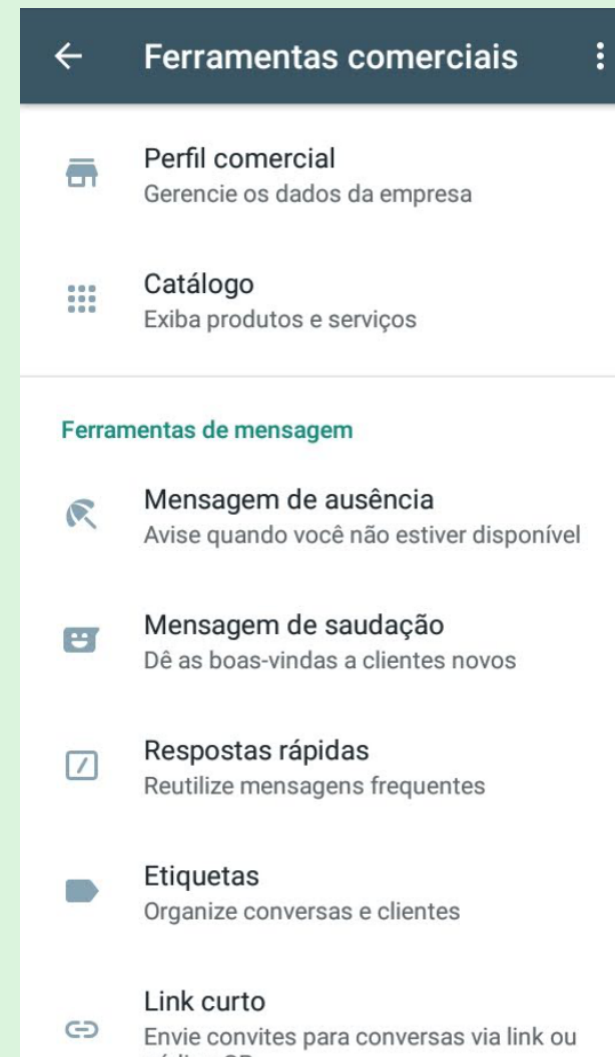 Ferramentas comerciais
Perfil comercial
Gerencie os dados da empresa
Catálogo
Exiba produtos e serviços
Ferramentas de mensagem
Mensagem de ausência
Avise quando você não estiver disponível
Mensagem de saudação
Dê as boas-vindas a clientes novos
Respostas rápidas
Reutilize mensagens frequentes
Etiquetas
Organize conversas e clientes
Link curto
Envie convites para conversas via link ou